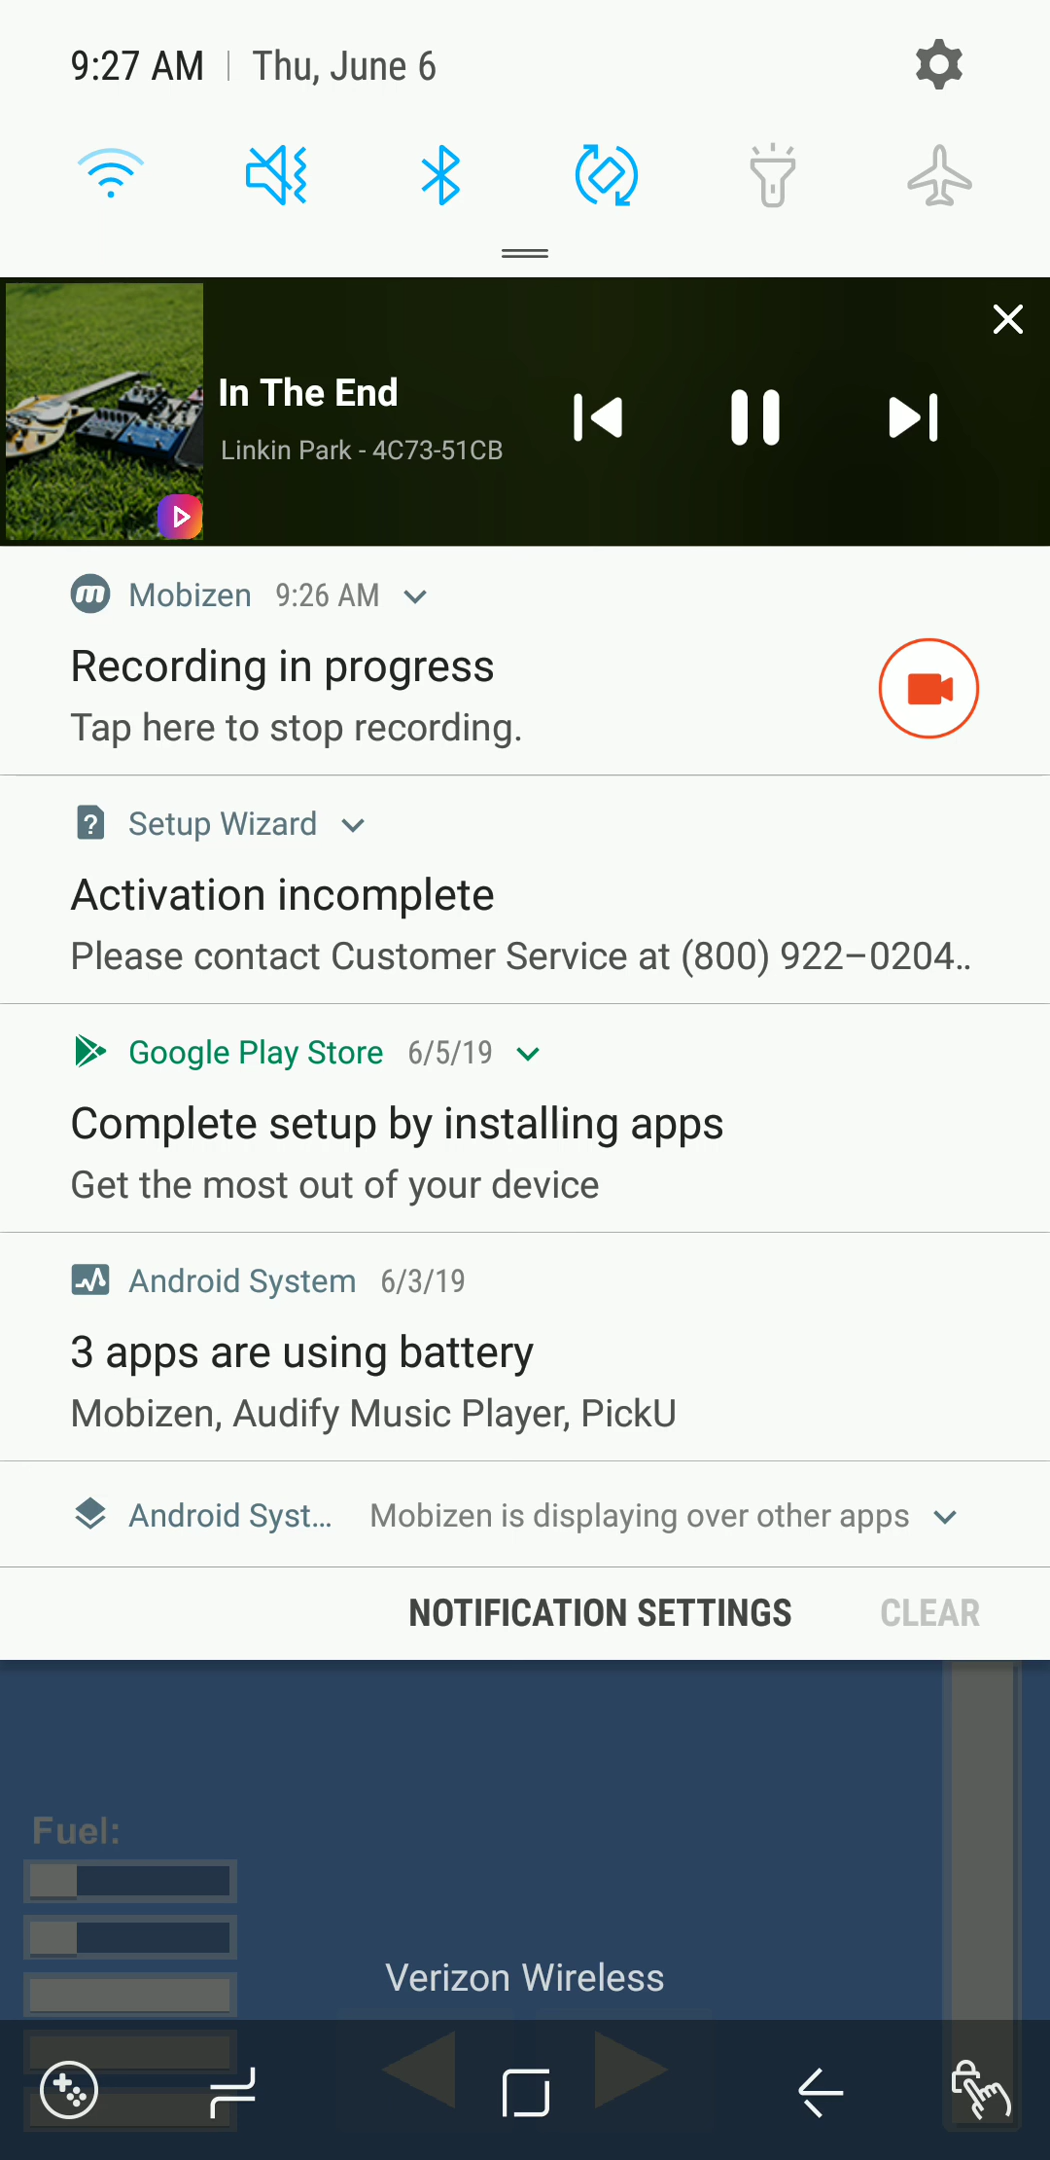 9:27 AM | Thu, June 6
In The End
Linkin Park - 4C73-51CB
Mobizen 9:26 AM
Recording in progress
Tap here to stop recording.
Setup Wizard
Activation incomplete
Please contact Customer Service at (800) 922–0204..
Google Play Store 6/5/19
Complete setup by installing apps
Get the most out of your device
Android System 6/3/19
3 apps are using battery
Mobizen, Audify Music Player, PickU
Android Syst... Mobizen is displaying over other apps
NOTIFICATION SETTINGS CLEAR
Fuel:
Verizon Wireless